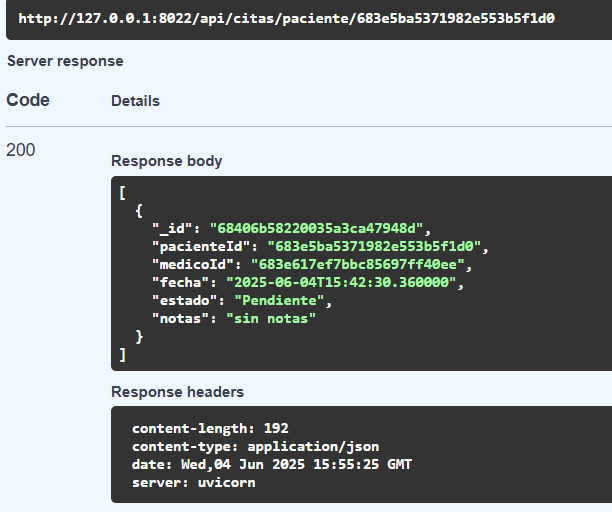 http://127.0.0.1:8022/api/citas/paciente/683e5ba5371982e553b5f1d0
Server response
Code Details
200
Response body
[
{
"_id": "68406b58220035a3ca47948d",
"pacienteId": "683e5ba5371982e553b5f1d0",
"medicoId": "683e617ef7bbc85697ff40ee",
"fecha": "2025-06-04T15:42:30.360000",
"estado": "Pendiente",
"notas": "sin notas"
}
]
Response headers
content-length: 192
content-type: application/json
date: Wed,04 Jun 2025 15:55:25 GMT
server: uvicorn